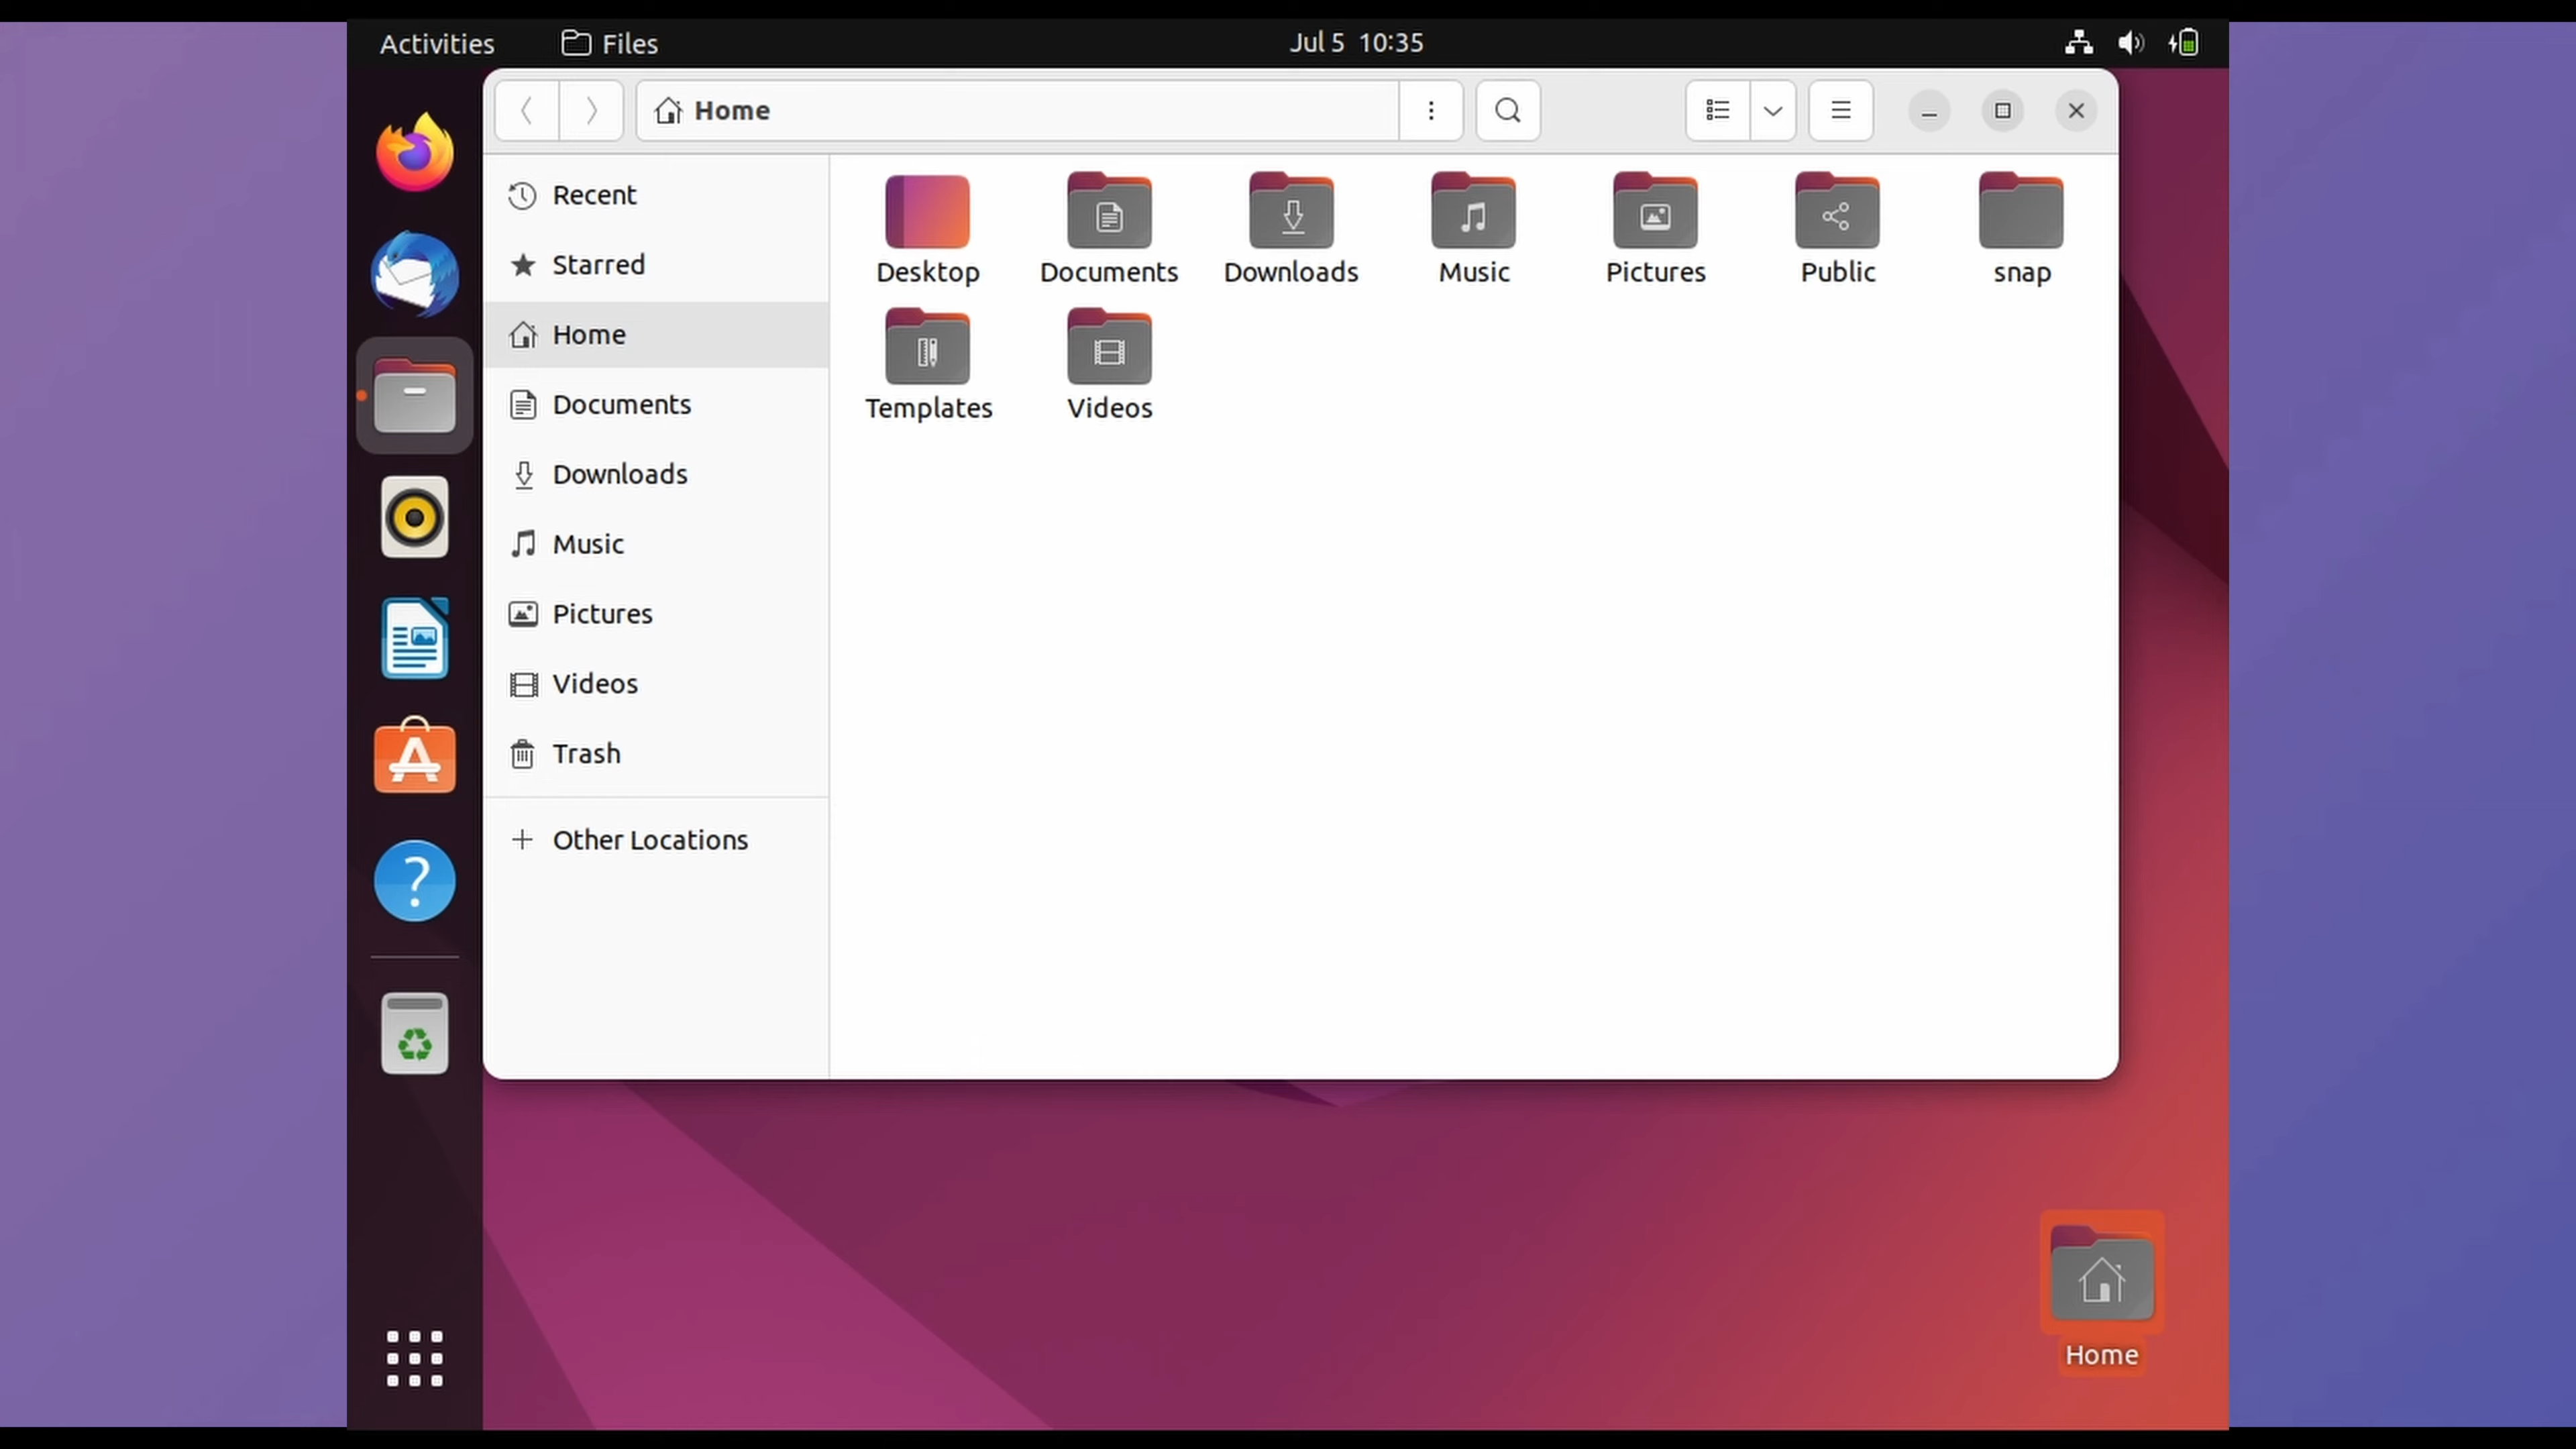 Activities Files Jul 5 10:35
Home
Recent
Starred
Home
Documents
Downloads
Music
Pictures
Videos
Trash
Other Locations
Desktop Documents Downloads Music Pictures Public snap
Templates Videos
Home